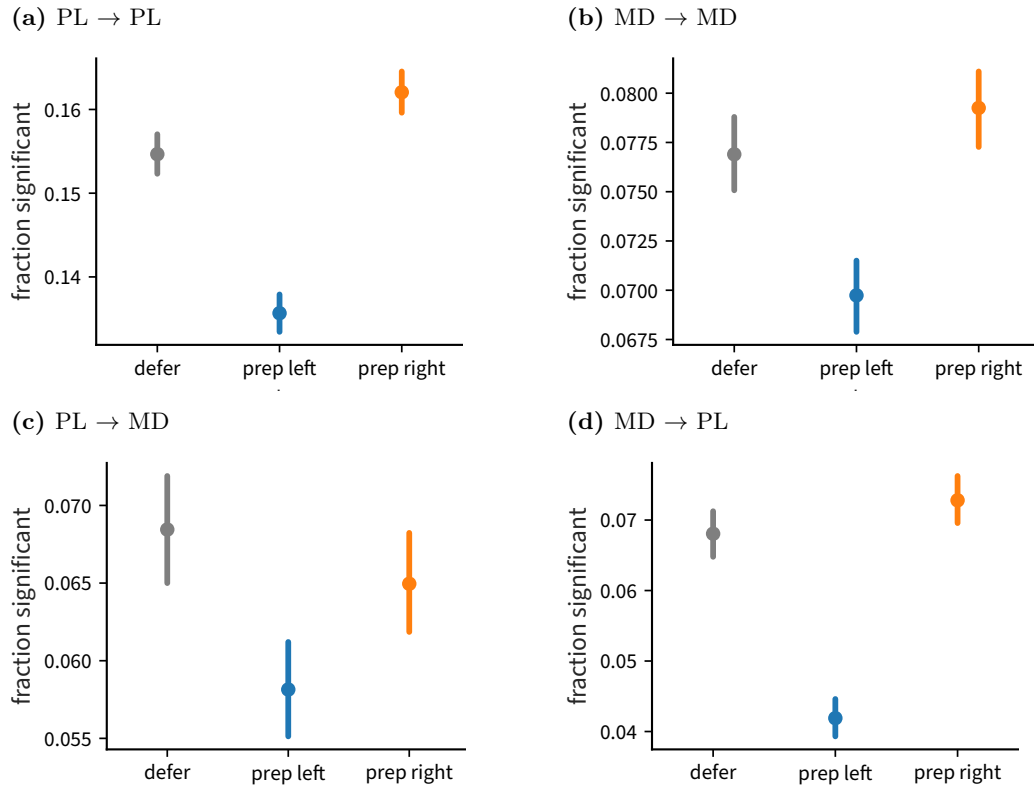 (a) PL → PL
fraction significant
0.16
0.15
0.14
defer prep left prep right
(b) MD → MD
fraction significant
0.0800
0.0775
0.0750
0.0725
0.0700
0.0675
defer prep left prep right
(c) PL → MD
fraction significant
0.070
0.065
0.060
0.055
defer prep left prep right
(d) MD → PL
fraction significant
0.07
0.06
0.05
0.04
defer prep left prep right